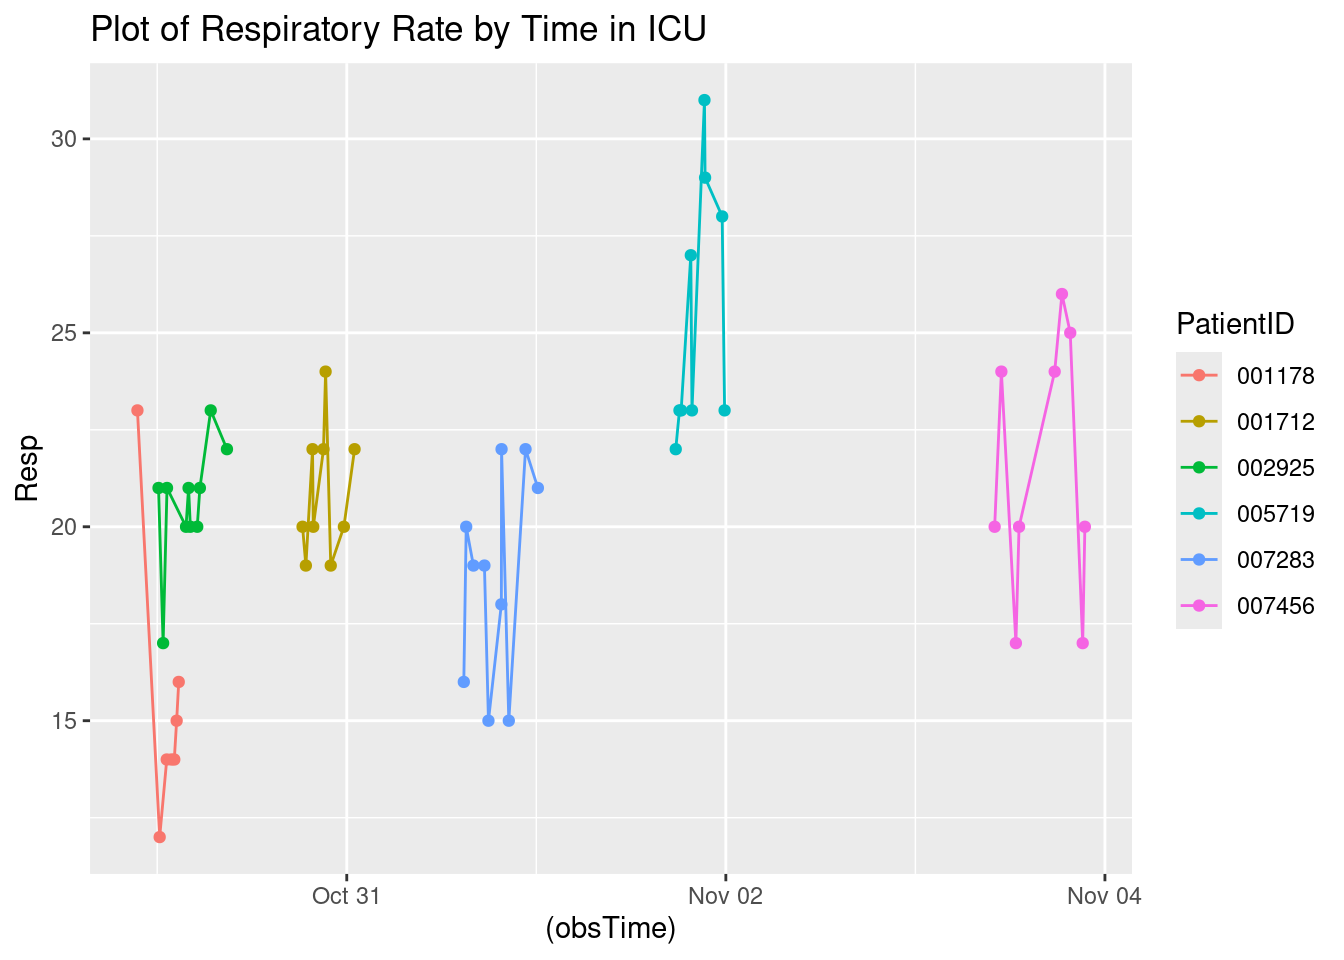 Plot of Respiratory Rate by Time in ICU
Resp
30
25
20
15
Oct 31
Nov 02
Nov 04
(obsTime)
PatientID
001178
001712
002925
005719
007283
007456